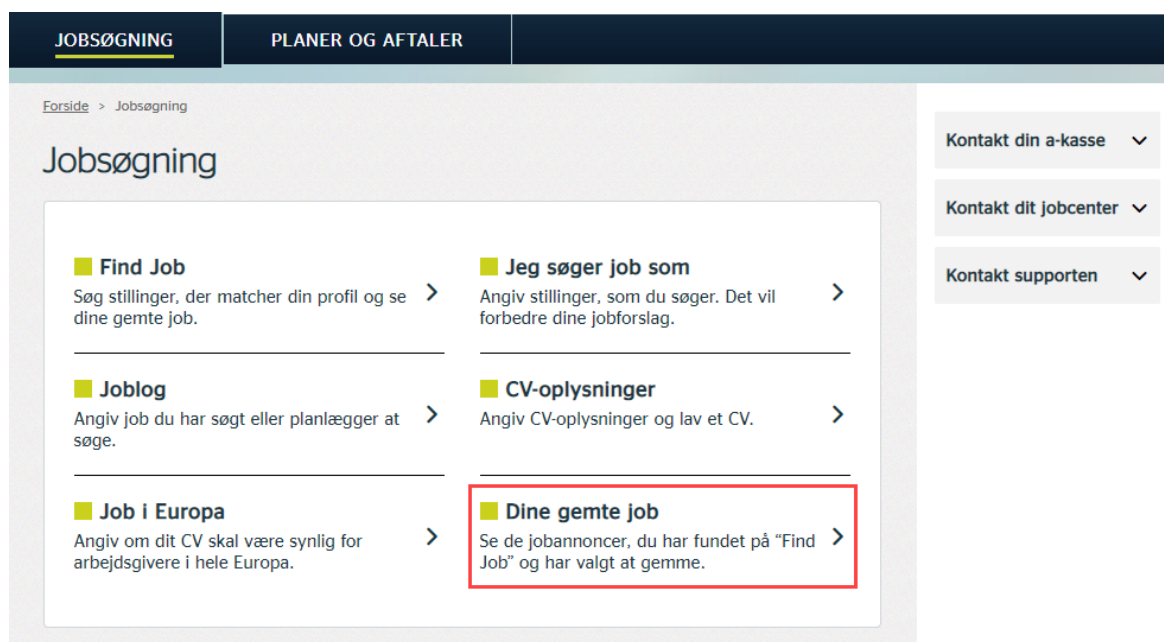 JOBSØGNING
PLANER OG AFTALER
Forside > Jobsøgning
Jobsøgning
Find Job
Søg stillinger, der matcher din profil og se
dine gemte job.
Jeg søger job som
Angiv stillinger, som du søger. Det vil
forbedre dine jobforslag.
Joblog
Angiv job du har søgt eller planlægger at
søge.
CV-oplysninger
Angiv CV-oplysninger og lav et CV.
Job i Europa
Angiv om dit CV skal være synlig for
arbejdsgivere i hele Europa.
Dine gemte job
Se de jobannoncer, du har fundet på “Find
Job” og har valgt at gemme.
Kontakt din a-kasse
Kontakt dit jobcenter
Kontakt supporten